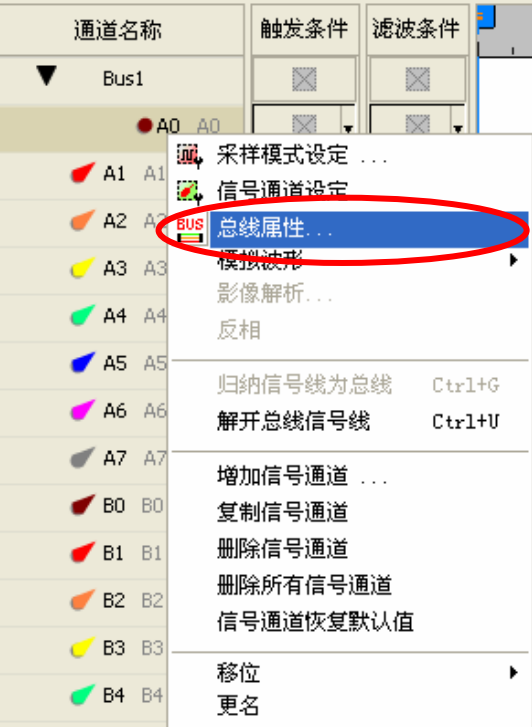 通道名称 触发条件 滤波条件
Bus1
A0 A0
采样模式设定 ...
A1 A1
信号通道设定
A2 A2
BUS 总线属性...
模拟波形
A3 A3
影像解析...
A4 A4
反相
A5 A5
归纳信号线为总线 Ctrl+G
A6 A6
解开总线信号线 Ctrl+U
A7 A7
增加信号通道 ...
B0 B0
复制信号通道
B1 B1
删除信号通道
B2 B2
删除所有信号通道
信号通道恢复默认值
B3 B3
移位
B4 B4
更名